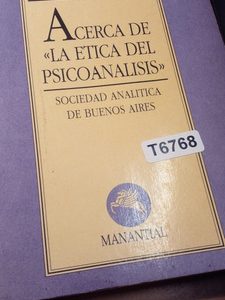 ACERCA DE
«LA ETICA DEL
PSICOANALISIS»
SOCIEDAD ANALITICA
DE BUENOS AIRES
T6768
MANANTIAL